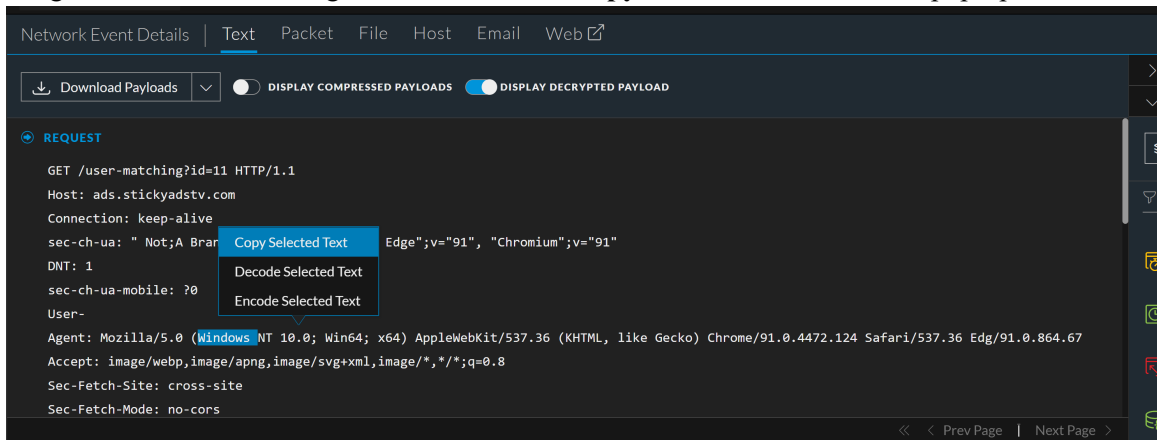 Network Event Details | Text Packet File Host Email Web
Download Payloads DISPLAY COMPRESSED PAYLOADS DISPLAY DECRYPTED PAYLOAD
REQUEST
GET /user-matching?id=11 HTTP/1.1
Host: ads.stickyadstv.com
Connection: keep-alive
sec-ch-ua: " Not;A Bran Edge";v="91", "Chromium";v="91"
Copy Selected Text
DNT: 1
Decode Selected Text
sec-ch-ua-mobile: ?0
Encode Selected Text
User-
Agent: Mozilla/5.0 (Windows NT 10.0; Win64; x64) AppleWebKit/537.36 (KHTML, like Gecko) Chrome/91.0.4472.124 Safari/537.36 Edg/91.0.864.67
Accept: image/webp,image/apng,image/svg+xml,image/*,*/*;q=0.8
Sec-Fetch-Site: cross-site
Sec-Fetch-Mode: no-cors
<< < Prev Page | Next Page >